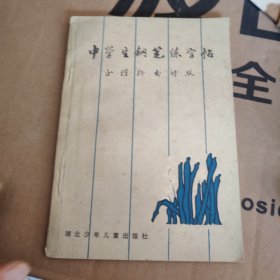 中学生钢笔练字帖
正楷行书对照
湖北少年儿童出版社
全
osic